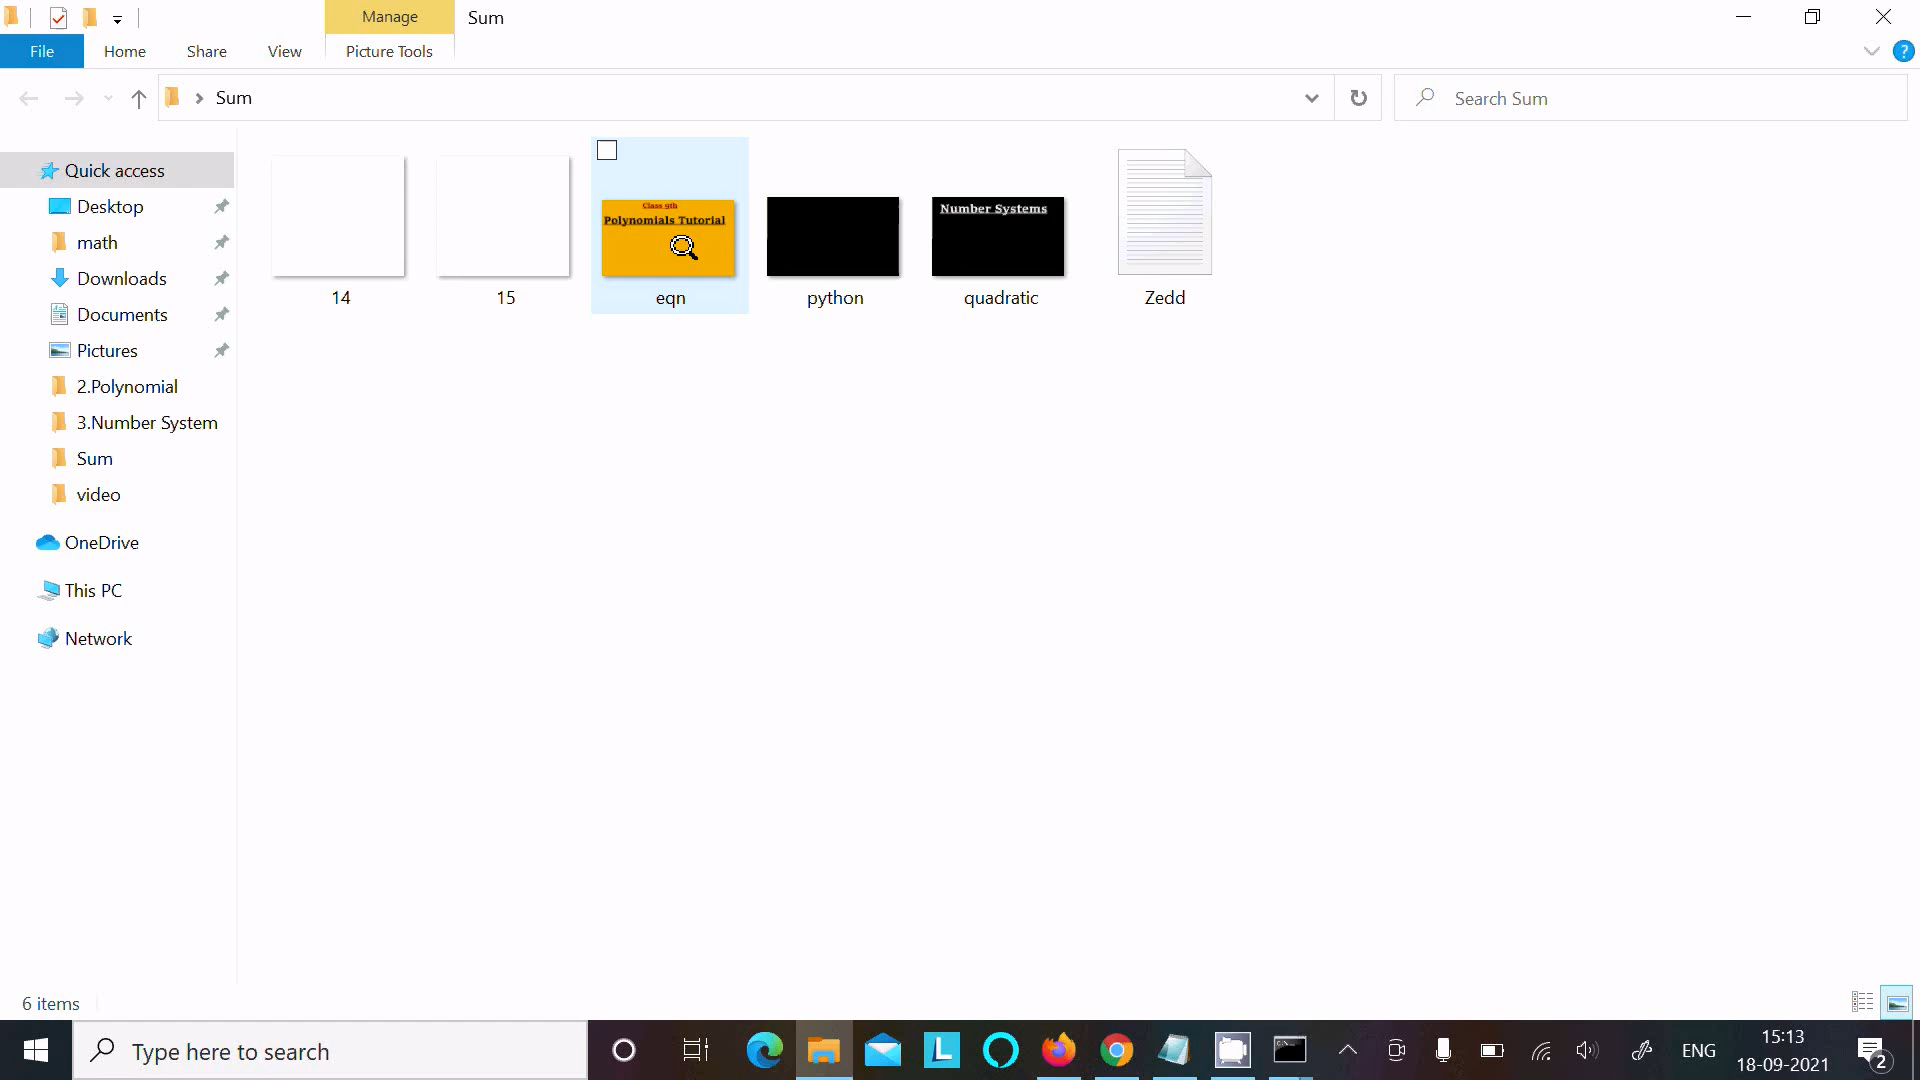 Manage
Sum
File
Home
Share
View
Picture Tools
Sum
Search Sum
Quick access
Desktop
math
Downloads
Documents
Pictures
2.Polynomial
3.Number System
Sum
video
OneDrive
This PC
Network
Class 9th
Polynomials Tutorial
Number Systems
14
15
eqn
python
quadratic
Zedd
6 items
Type here to search
L
ENG
15:13
18-09-2021
2